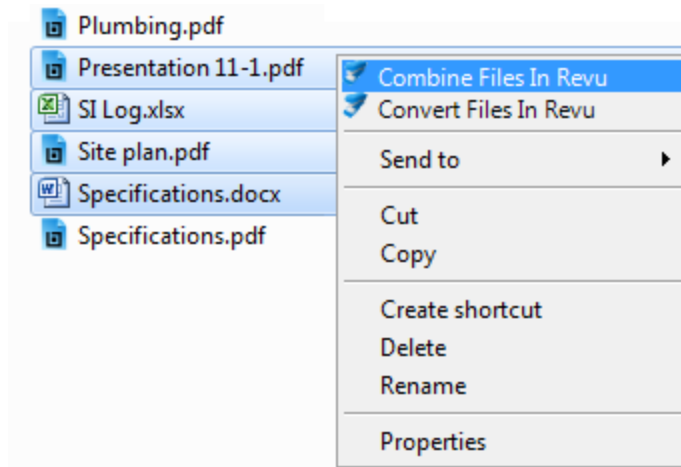 Plumbing.pdf
Presentation 11-1.pdf
SI Log.xlsx
Site plan.pdf
Specifications.docx
Specifications.pdf
Combine Files In Revu
Convert Files In Revu
Send to
Cut
Copy
Create shortcut
Delete
Rename
Properties